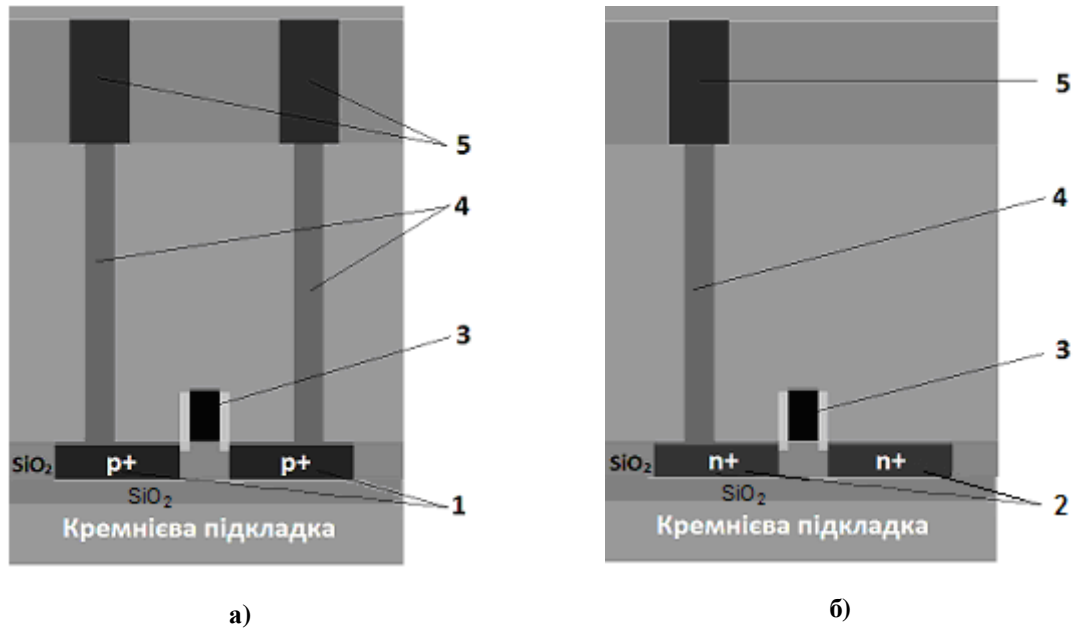 5
4
3
p+
p+
SiO₂
SiO₂
1
Кремнієва підкладка
а)
5
4
3
n+
n+
SiO₂
SiO₂
2
Кремнієва підкладка
б)